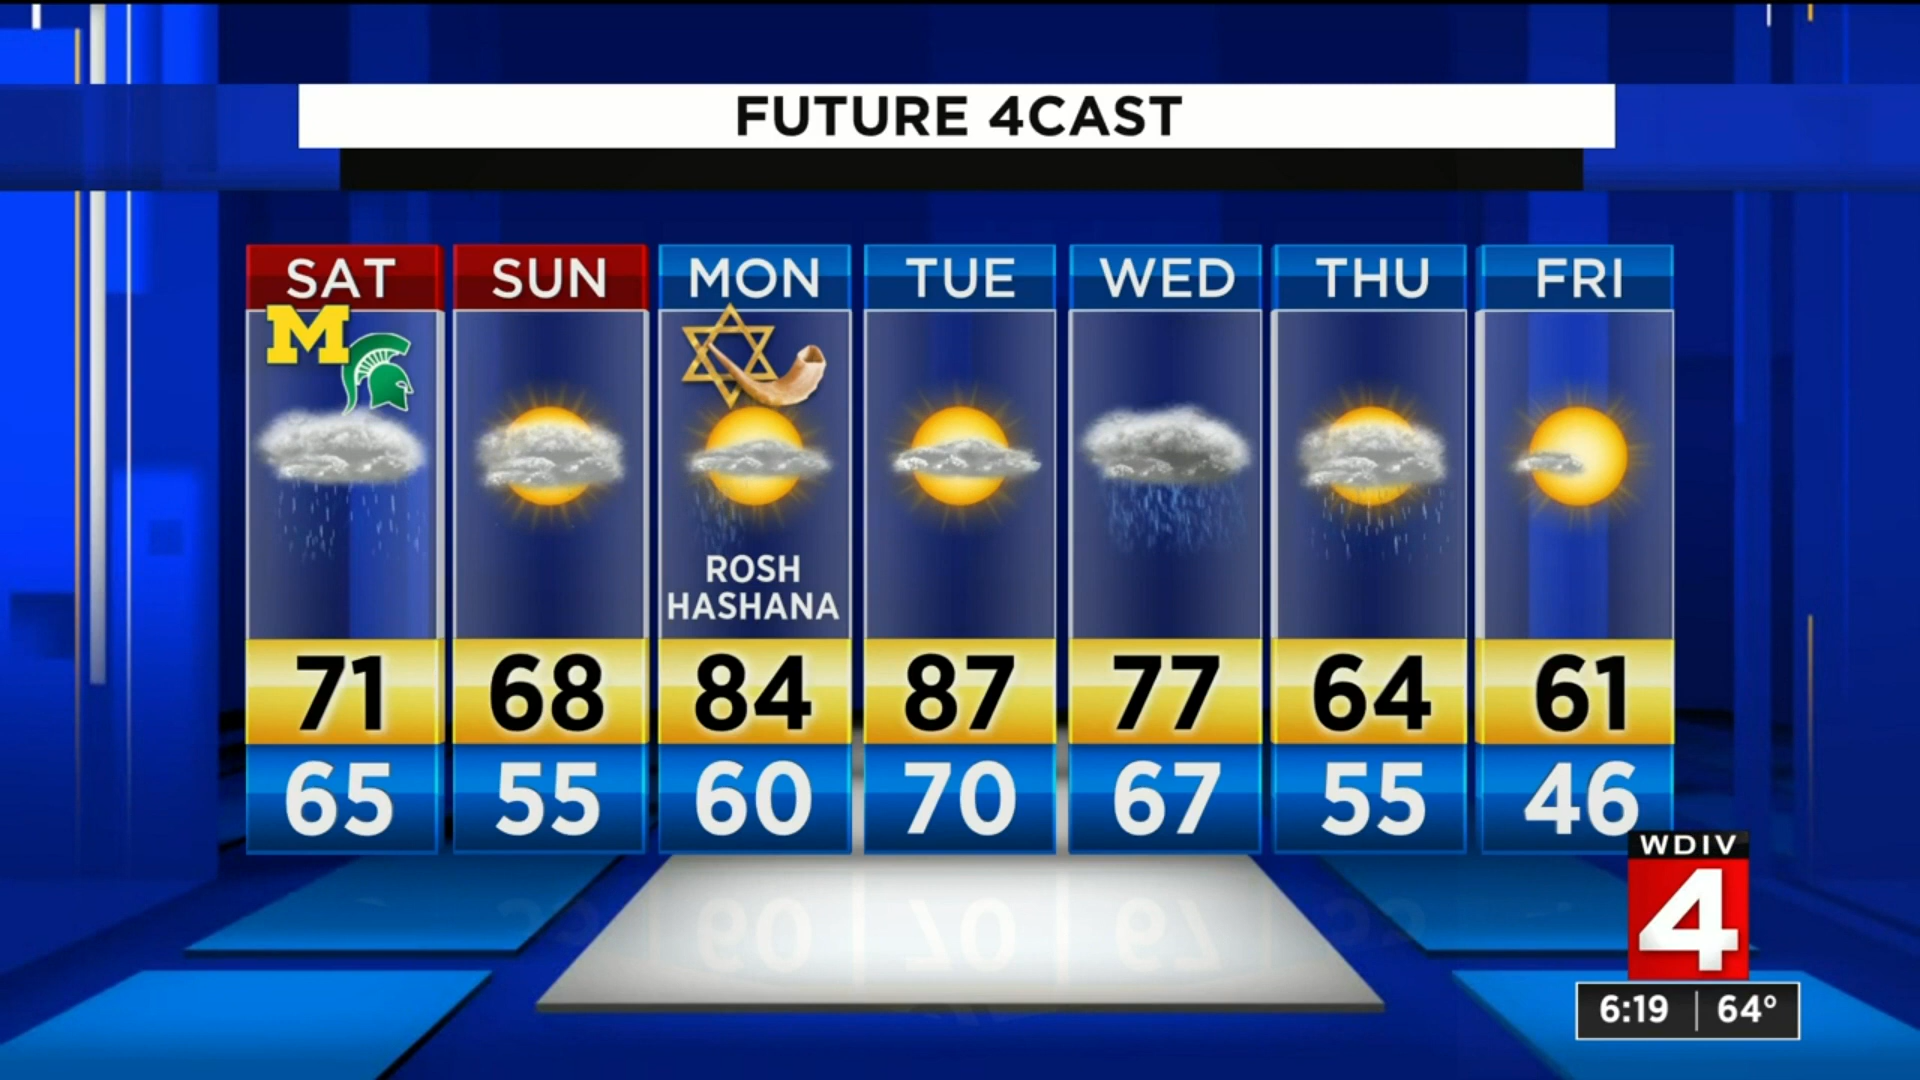 FUTURE 4CAST
SAT SUN MON TUE WED THU FRI
M
ROSH
HASHANA
71 68 84 87 77 64 61
65 55 60 70 67 55 46
WDIV
4
6:19 64°